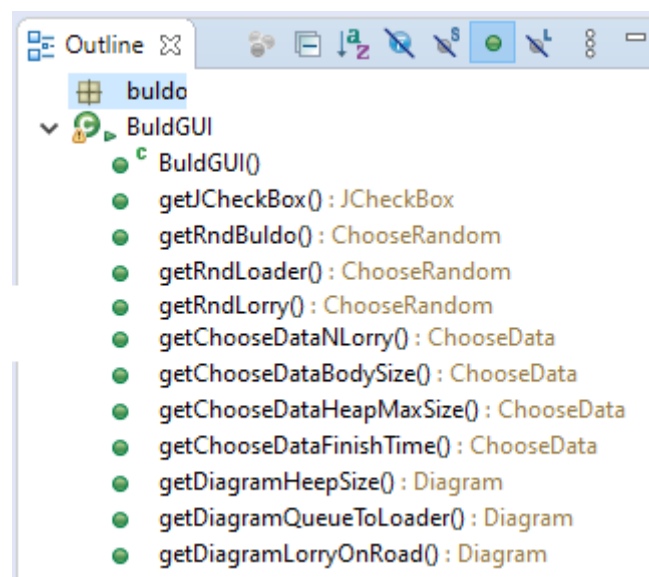 Outline
buldo
BuldGUI
BuldGUI()
getJCheckBox() : JCheckBox
getRndBuldo() : ChooseRandom
getRndLoader() : ChooseRandom
getRndLorry() : ChooseRandom
getChooseDataNLorry() : ChooseData
getChooseDataBodySize() : ChooseData
getChooseDataHeapMaxSize() : ChooseData
getChooseDataFinishTime() : ChooseData
getDiagramHeepSize() : Diagram
getDiagramQueueToLoader() : Diagram
getDiagramLorryOnRoad() : Diagram